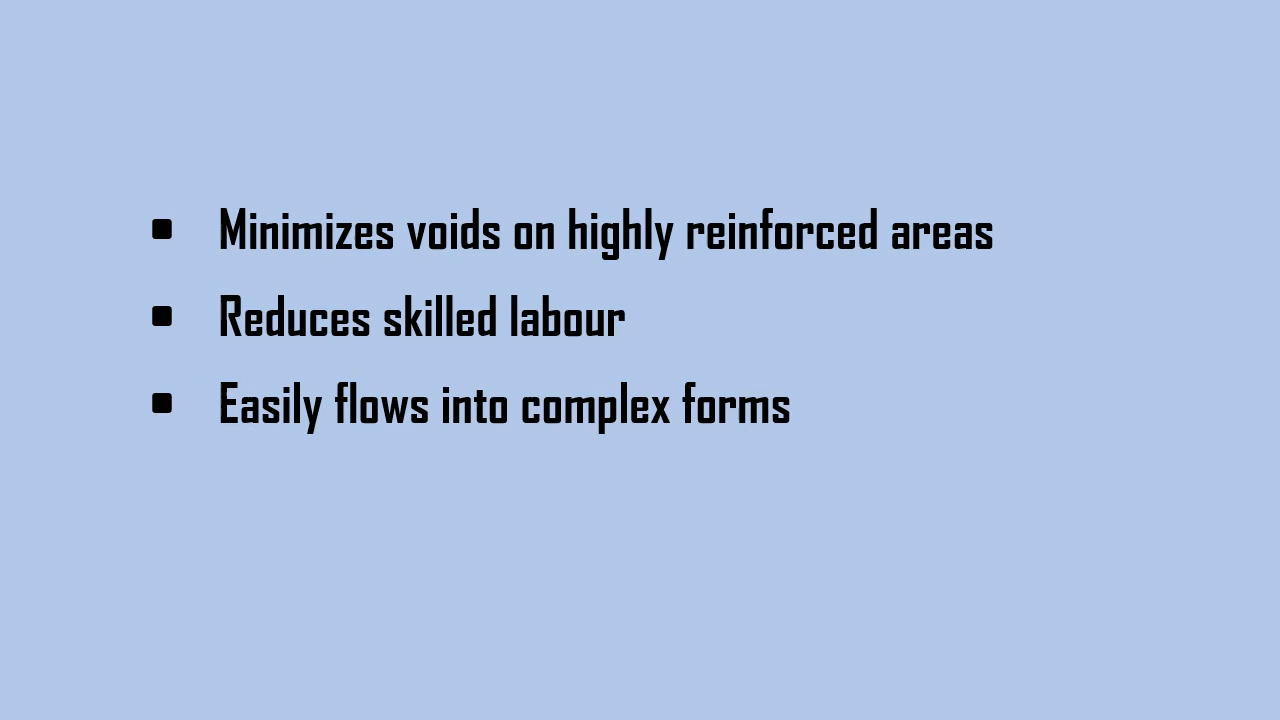 ▪ Minimizes voids on highly reinforced areas
▪ Reduces skilled labour
▪ Easily flows into complex forms